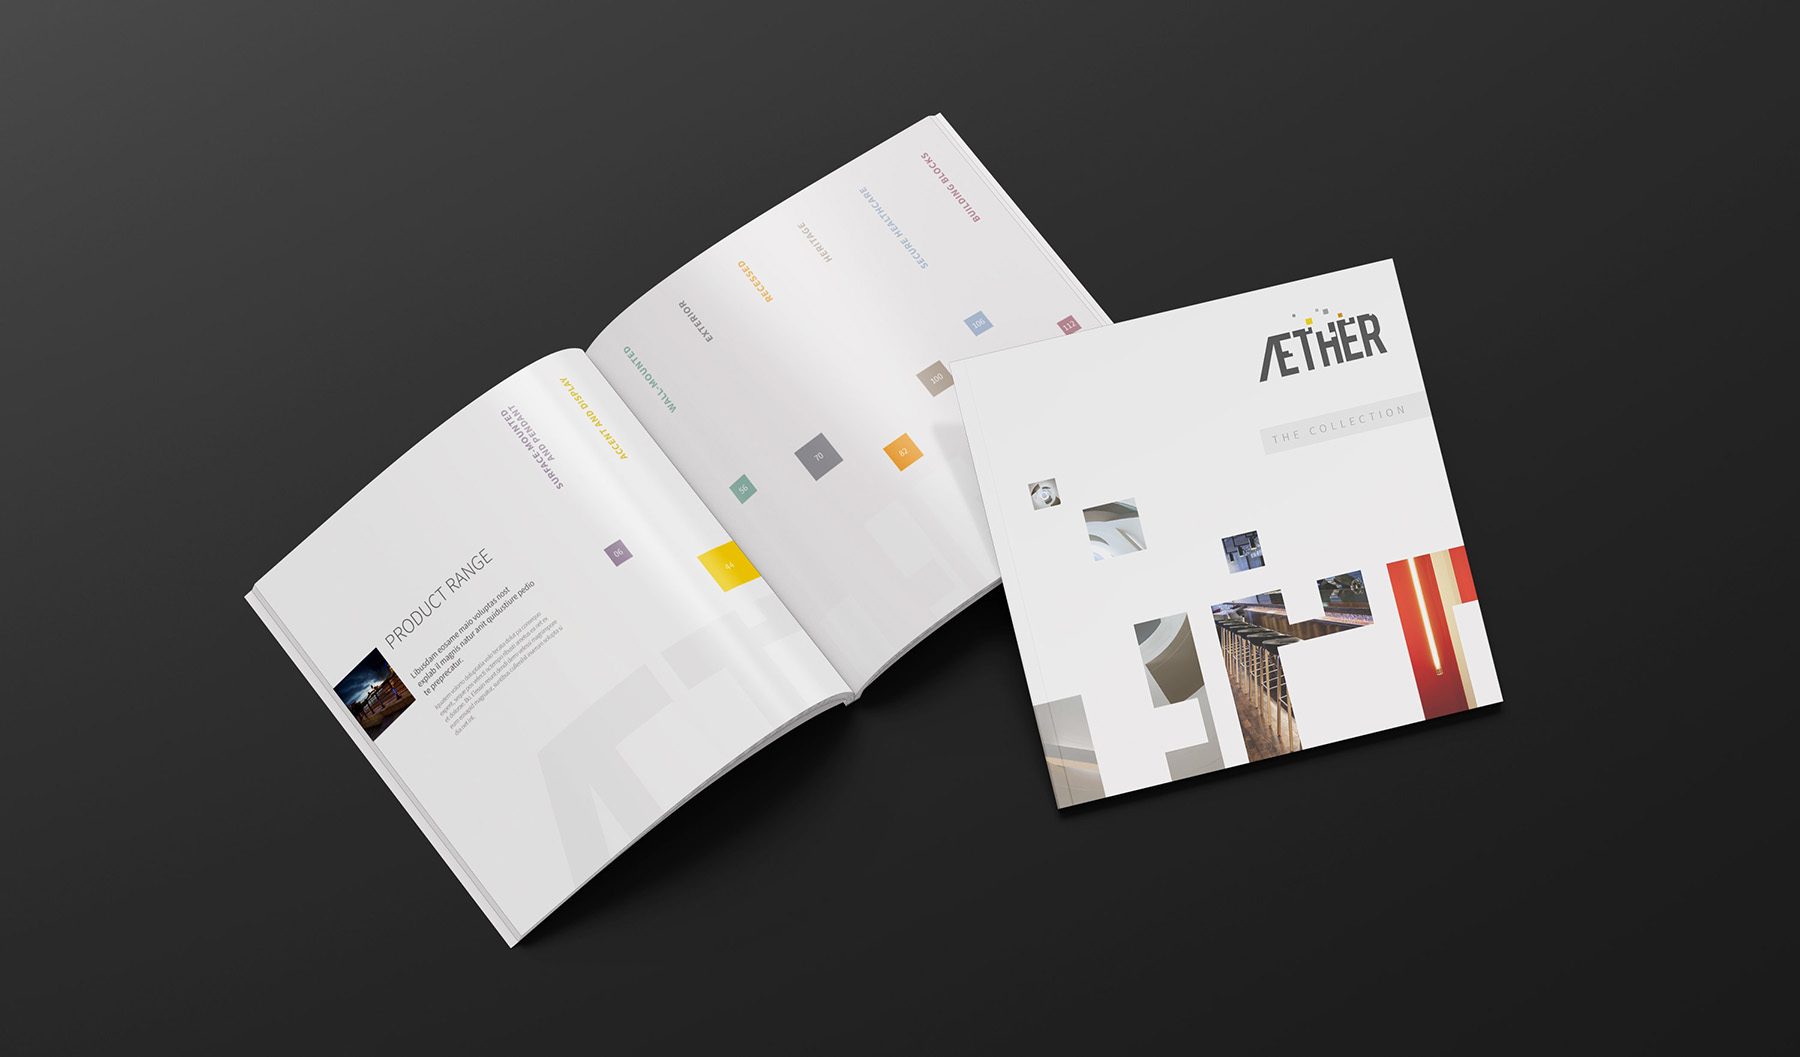 PRODUCT RANGE
Libusdam eosame maio voluptas nost
explab il magnis natur anit quidustiure pedio
te preprecatur.
SURFACE-MOUNTED
AND PENDANT
06
ACCENT AND DISPLAY
44
WALL-MOUNTED
56
EXTERIOR
70
RECESSED
82
HERITAGE
100
SECURE HEALTHCARE
106
BUILDING BLOCKS
112
ÆTHER
THE COLLECTION